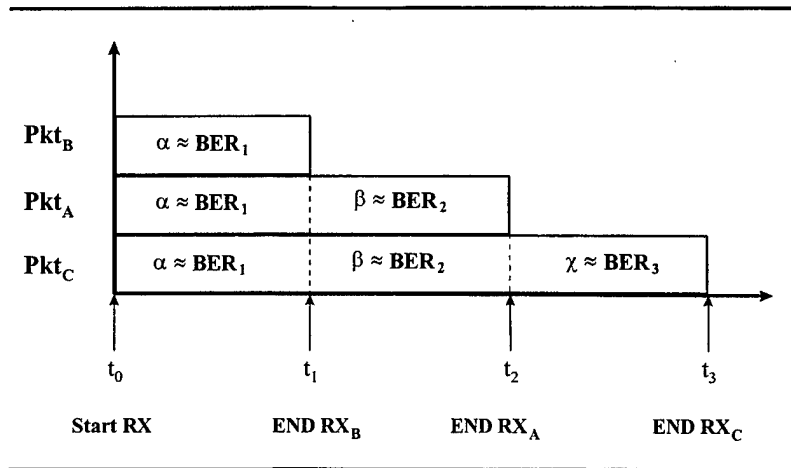 Pkt_B α ≈ BER_1
Pkt_A α ≈ BER_1 β ≈ BER_2
Pkt_C α ≈ BER_1 β ≈ BER_2 χ ≈ BER_3
t_0 t_1 t_2 t_3
Start RX END RX_B END RX_A END RX_C